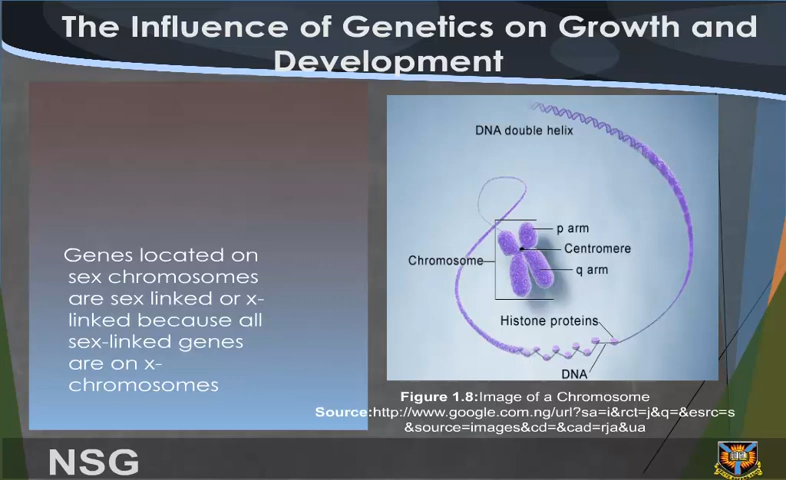 The Influence of Genetics on Growth and
Development
Genes located on
sex chromosomes
are sex linked or x-
linked because all
sex-linked genes
are on x-
chromosomes
DNA double helix
p arm
Centromere
Chromosome
q arm
Histone proteins
DNA
Figure 1.8:Image of a Chromosome
Source:http://www.google.com.ng/url?sa=i&rct=j&q=&esrc=s
&source=images&cd=&cad=rja&ua
NSG